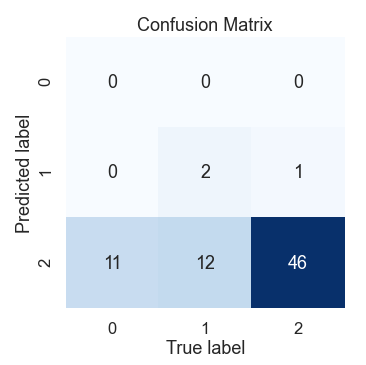 Confusion Matrix
Predicted label
0 0 0 0
1 0 2 1
2 11 12 46
0 1 2
True label